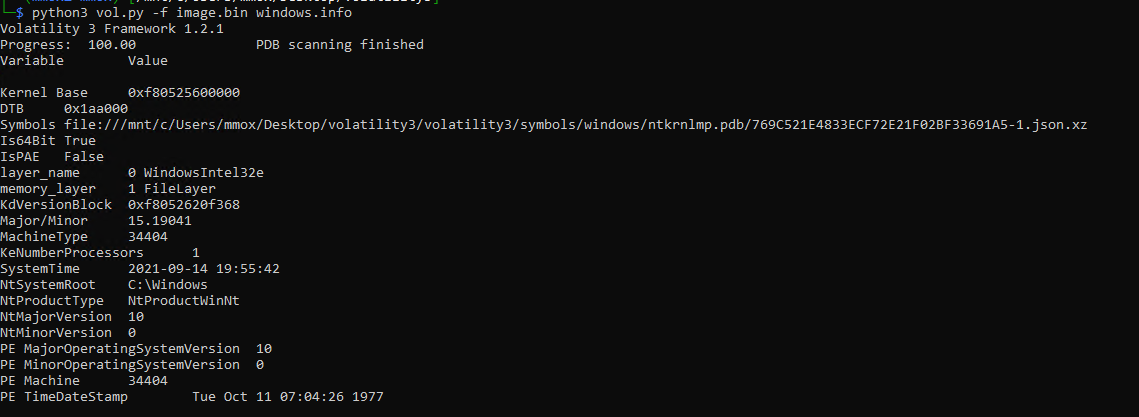 $ python3 vol.py -f image.bin windows.info
Volatility 3 Framework 1.2.1
Progress:  100.00               PDB scanning finished
Variable        Value
Kernel Base     0xf80525600000
DTB     0x1aa000
Symbols file:///mnt/c/Users/mmox/Desktop/volatility3/volatility3/symbols/windows/ntkrnlmp.pdb/769C521E4833ECF72E21F02BF33691A5-1.json.xz
Is64Bit True
IsPAE   False
layer_name      0 WindowsIntel32e
memory_layer    1 FileLayer
KdVersionBlock  0xf8052620f368
Major/Minor     15.19041
MachineType     34404
KeNumberProcessors      1
SystemTime      2021-09-14 19:55:42
NtSystemRoot    C:\Windows
NtProductType   NtProductWinNt
NtMajorVersion  10
NtMinorVersion  0
PE MajorOperatingSystemVersion  10
PE MinorOperatingSystemVersion  0
PE Machine      34404
PE TimeDateStamp        Tue Oct 11 07:04:26 1977